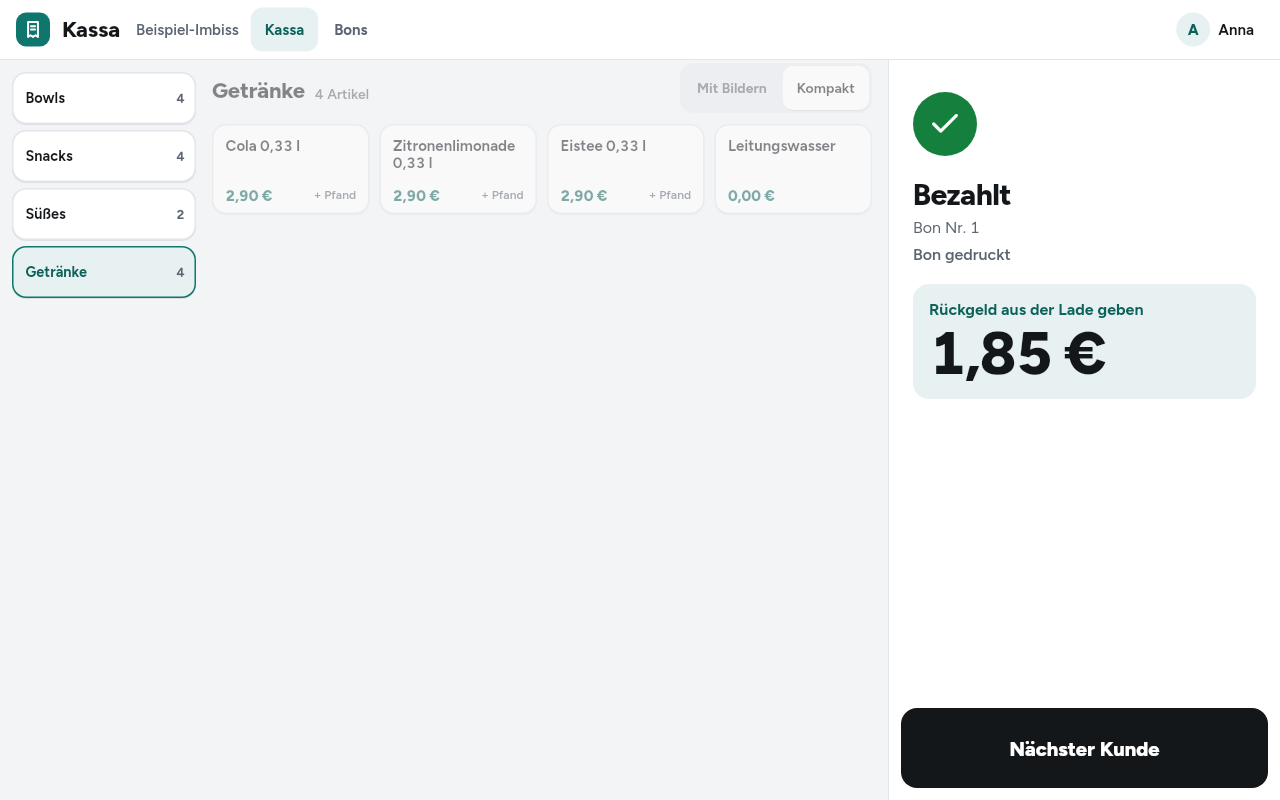 Kassa
Beispiel-Imbiss
Kassa
Bons
A
Anna
Bowls 4
Snacks 4
Süßes 2
Getränke 4
Getränke 4 Artikel
Mit Bildern
Kompakt
Cola 0,33 l
2,90 € + Pfand
Zitronenlimonade
0,33 l
2,90 € + Pfand
Eistee 0,33 l
2,90 € + Pfand
Leitungswasser
0,00 €
Bezahlt
Bon Nr. 1
Bon gedruckt
Rückgeld aus der Lade geben
1,85 €
Nächster Kunde